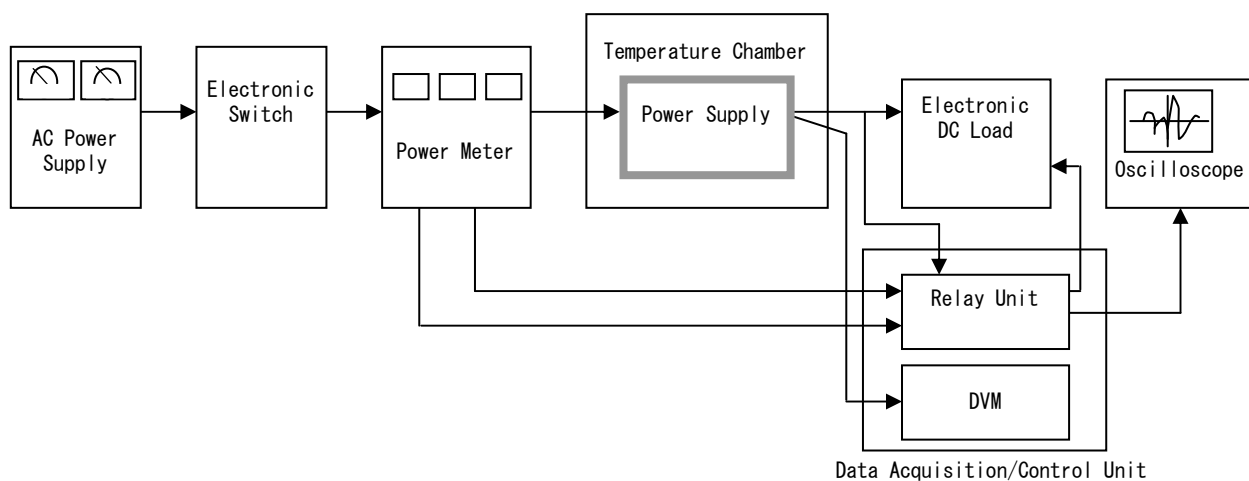 AC Power
Supply
Electronic
Switch
Power Meter
Temperature Chamber
Power Supply
Electronic
DC Load
Oscilloscope
Relay Unit
DVM
Data Acquisition/Control Unit